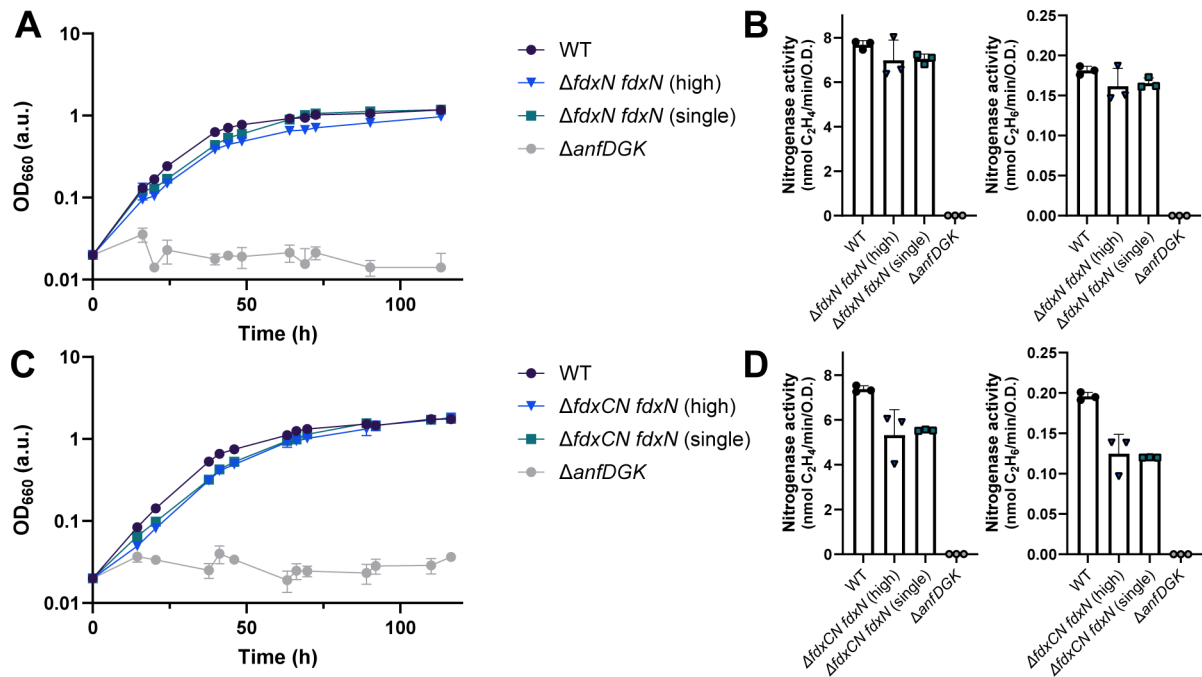 A
OD660 (a.u.)
10
1
0.1
0.01
0
50
100
Time (h)
WT
ΔfdxN fdxN (high)
ΔfdxN fdxN (single)
ΔanfDGK
B
Nitrogenase activity
(nmol C2H4/min/O.D.)
8
6
4
2
0
WT
ΔfdxN fdxN (high)
ΔfdxN fdxN (single)
ΔanfDGK
Nitrogenase activity
(nmol C2H6/min/O.D.)
0.25
0.20
0.15
0.10
0.05
0.00
WT
ΔfdxN fdxN (high)
ΔfdxN fdxN (single)
ΔanfDGK
C
OD660 (a.u.)
10
1
0.1
0.01
0
50
100
Time (h)
WT
ΔfdxCN fdxN (high)
ΔfdxCN fdxN (single)
ΔanfDGK
D
Nitrogenase activity
(nmol C2H4/min/O.D.)
8
6
4
2
0
WT
ΔfdxCN fdxN (high)
ΔfdxCN fdxN (single)
ΔanfDGK
Nitrogenase activity
(nmol C2H6/min/O.D.)
0.25
0.20
0.15
0.10
0.05
0.00
WT
ΔfdxCN fdxN (high)
ΔfdxCN fdxN (single)
ΔanfDGK